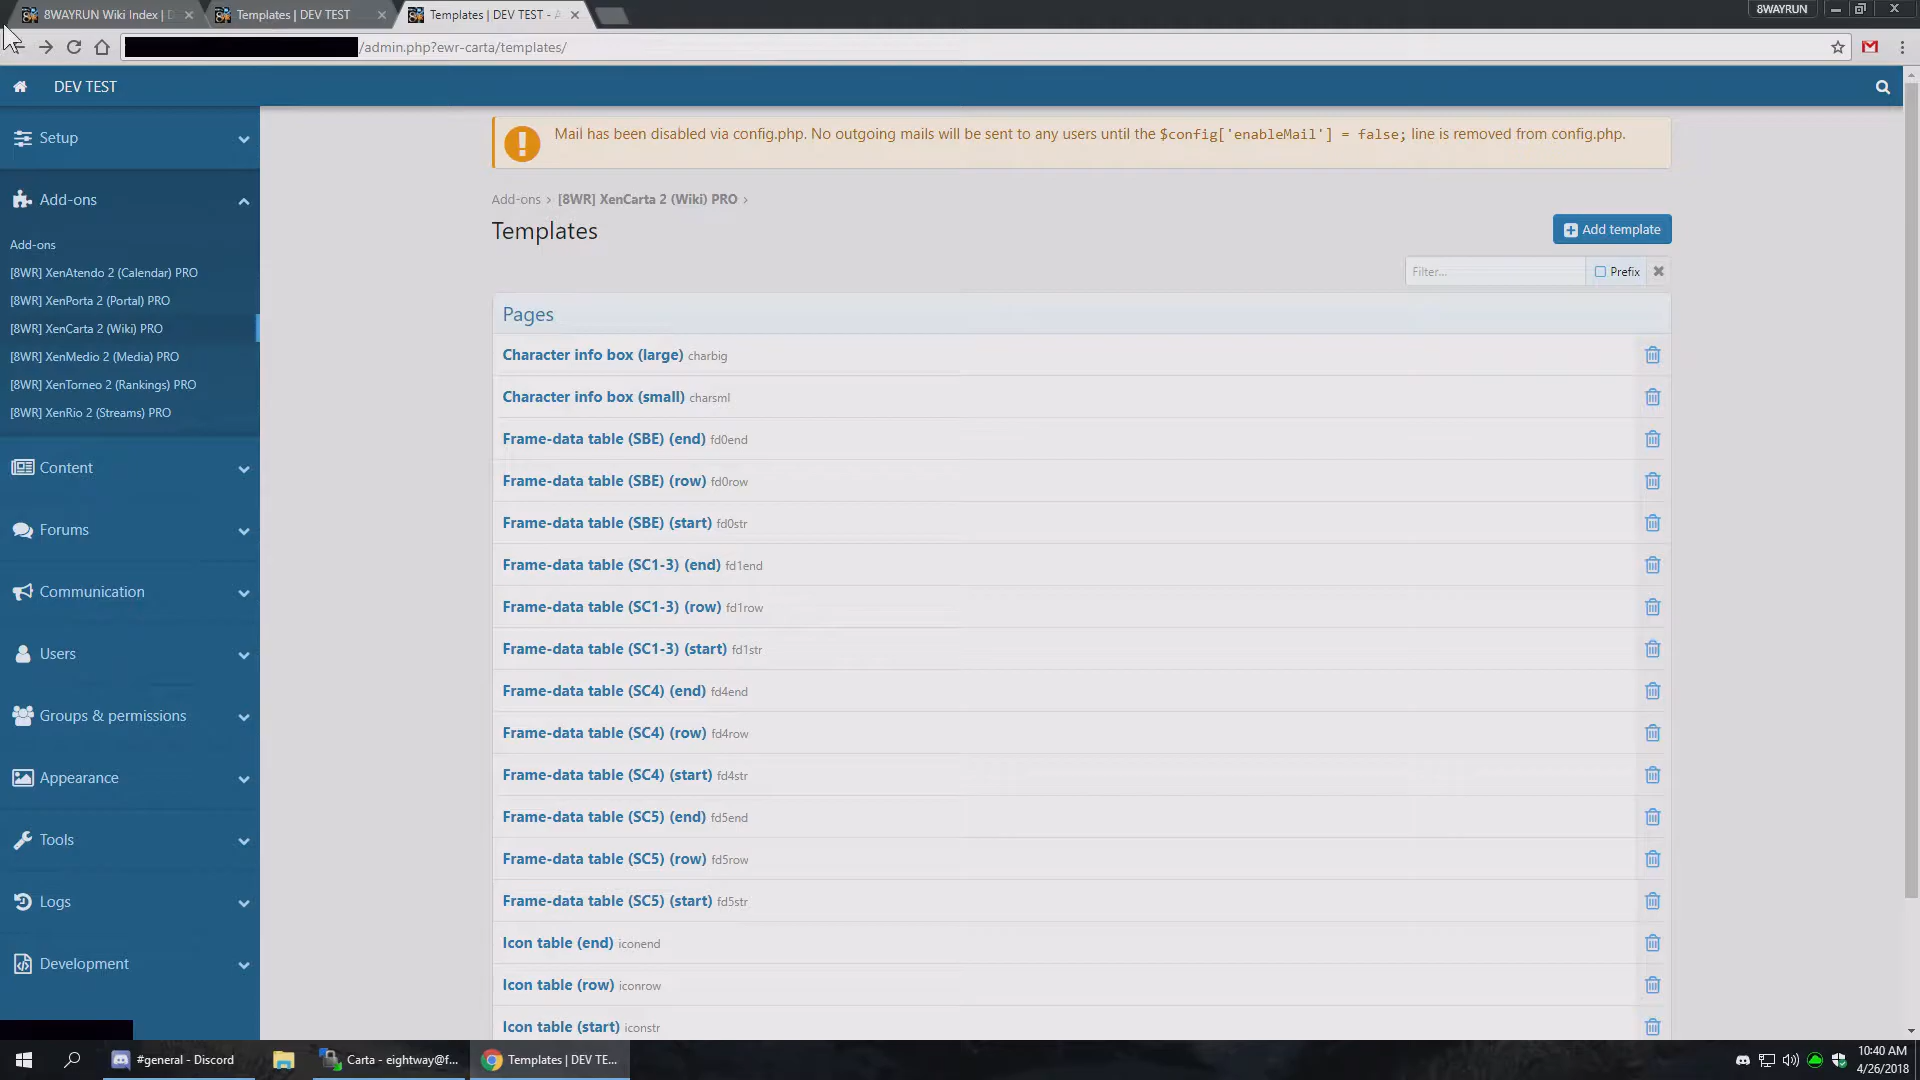 8WAYRUN Wiki Index |
Templates | DEV TEST
Templates | DEV TEST - A
8WAYRUN
/admin.php?ewr-carta/templates/
DEV TEST
Setup
Add-ons
Add-ons
[8WR] XenAtendo 2 (Calendar) PRO
[8WR] XenPorta 2 (Portal) PRO
[8WR] XenCarta 2 (Wiki) PRO
[8WR] XenMedio 2 (Media) PRO
[8WR] XenTorneo 2 (Rankings) PRO
[8WR] XenRio 2 (Streams) PRO
Content
Forums
Communication
Users
Groups & permissions
Appearance
Tools
Logs
Development
Mail has been disabled via config.php. No outgoing mails will be sent to any users until the $config['enableMail'] = false; line is removed from config.php.
Add-ons > [8WR] XenCarta 2 (Wiki) PRO >
Templates
Add template
Filter...
Prefix
Pages
Character info box (large) charbig
Character info box (small) charsml
Frame-data table (SBE) (end) fd0end
Frame-data table (SBE) (row) fd0row
Frame-data table (SBE) (start) fd0str
Frame-data table (SC1-3) (end) fd1end
Frame-data table (SC1-3) (row) fd1row
Frame-data table (SC1-3) (start) fd1str
Frame-data table (SC4) (end) fd4end
Frame-data table (SC4) (row) fd4row
Frame-data table (SC4) (start) fd4str
Frame-data table (SC5) (end) fd5end
Frame-data table (SC5) (row) fd5row
Frame-data table (SC5) (start) fd5str
Icon table (end) iconend
Icon table (row) iconrow
Icon table (start) iconstr
#general - Discord
Carta - eightway@f...
Templates | DEV TE...
10:40 AM
4/26/2018